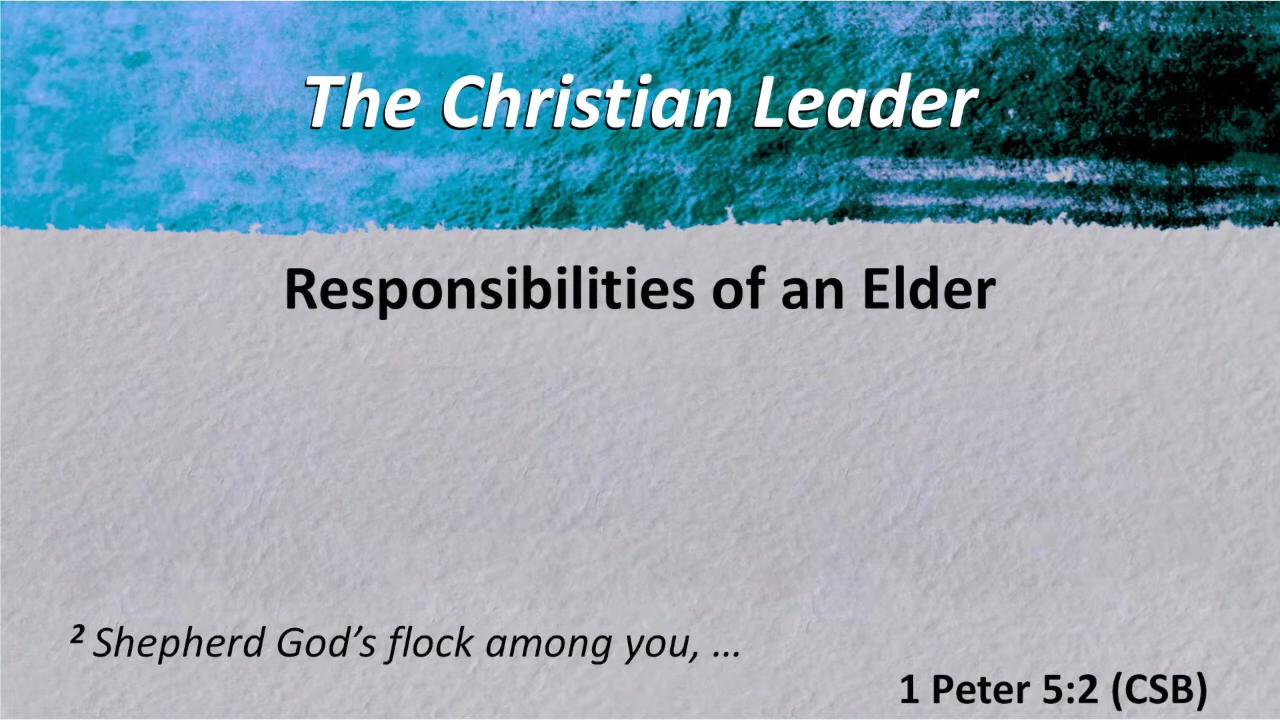 The Christian Leader
Responsibilities of an Elder
² Shepherd God’s flock among you, …
1 Peter 5:2 (CSB)